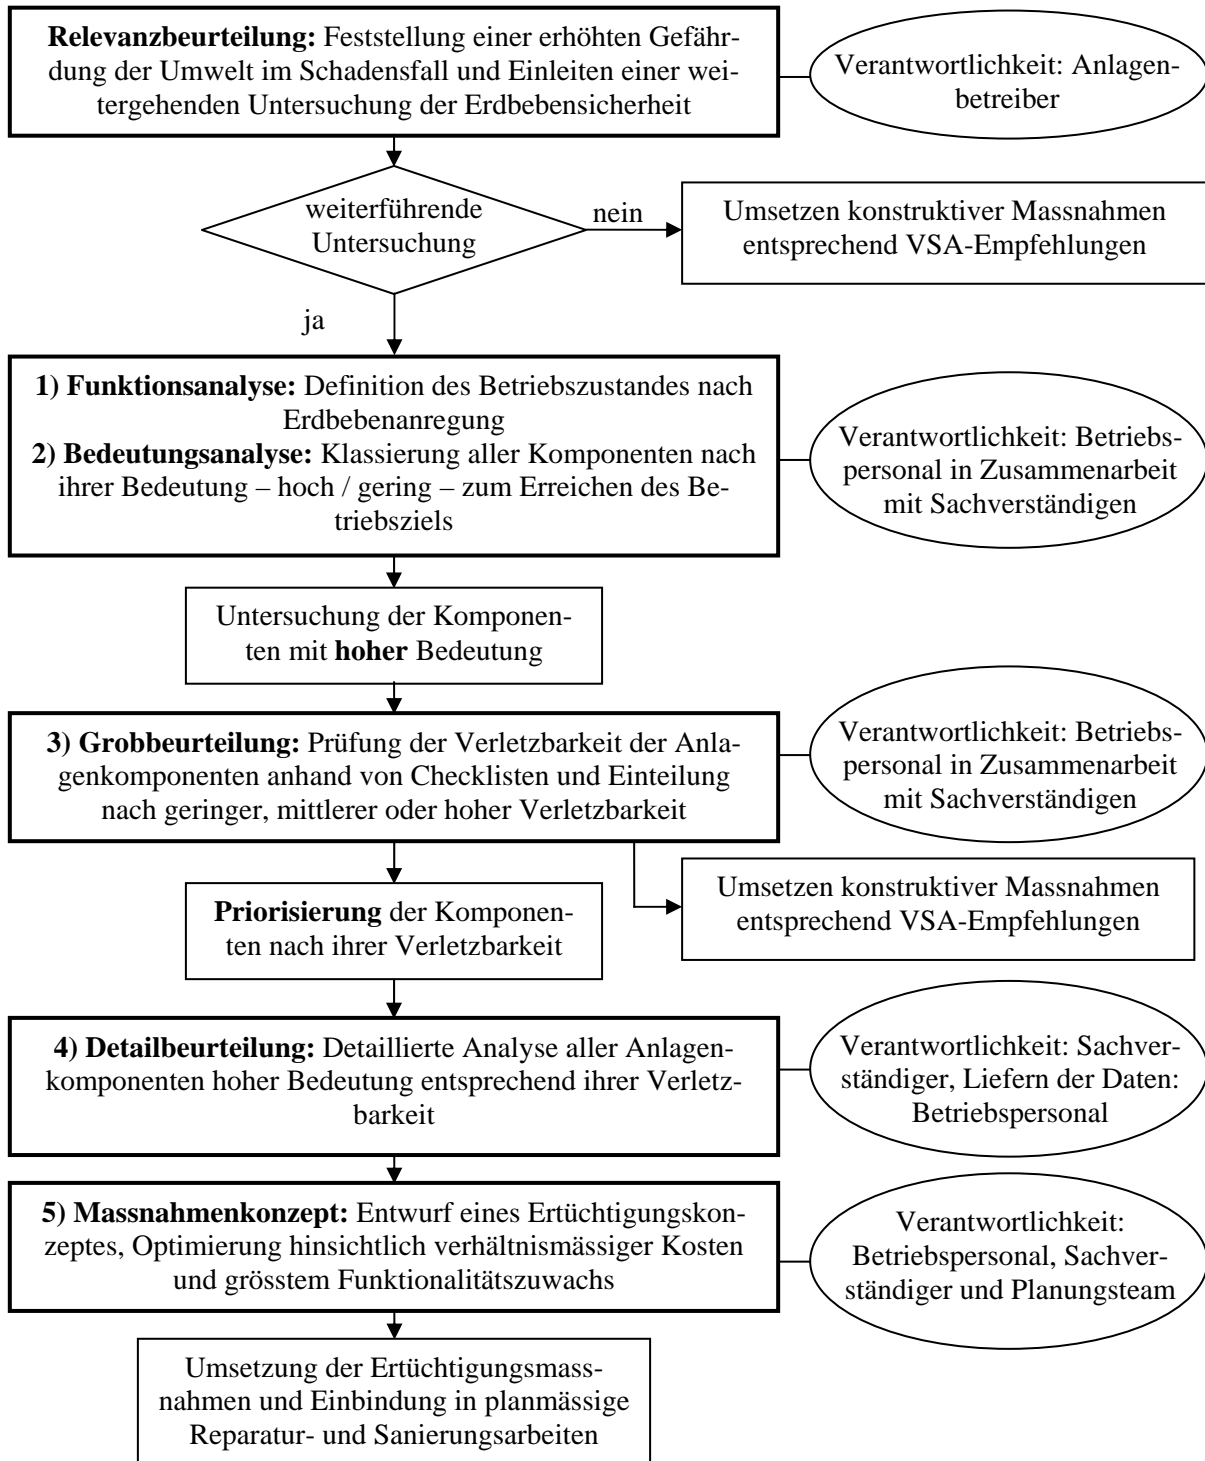 Relevanzbeurteilung: Feststellung einer erhöhten Gefähr-
dung der Umwelt im Schadensfall und Einleiten einer wei-
tergehenden Untersuchung der Erdbebensicherheit
Verantwortlichkeit: Anlagen-
betreiber
weiterführende
Untersuchung
nein
Umsetzen konstruktiver Massnahmen
entsprechend VSA-Empfehlungen
ja
1) Funktionsanalyse: Definition des Betriebszustandes nach
Erdbebenanregung
2) Bedeutungsanalyse: Klassierung aller Komponenten nach
ihrer Bedeutung – hoch / gering – zum Erreichen des Be-
triebsziels
Verantwortlichkeit: Betriebs-
personal in Zusammenarbeit
mit Sachverständigen
Untersuchung der Komponen-
ten mit hoher Bedeutung
3) Grobbeurteilung: Prüfung der Verletzbarkeit der Anla-
genkomponenten anhand von Checklisten und Einteilung
nach geringer, mittlerer oder hoher Verletzbarkeit
Verantwortlichkeit: Betriebs-
personal in Zusammenarbeit
mit Sachverständigen
Umsetzen konstruktiver Massnahmen
entsprechend VSA-Empfehlungen
Priorisierung der Komponen-
ten nach ihrer Verletzbarkeit
4) Detailbeurteilung: Detaillierte Analyse aller Anlagen-
komponenten hoher Bedeutung entsprechend ihrer Verletz-
barkeit
Verantwortlichkeit: Sachver-
ständiger, Liefern der Daten:
Betriebspersonal
5) Massnahmenkonzept: Entwurf eines Ertüchtigungskon-
zeptes, Optimierung hinsichtlich verhältnismässiger Kosten
und grösstem Funktionalitätszuwachs
Verantwortlichkeit:
Betriebspersonal, Sachver-
ständiger und Planungsteam
Umsetzung der Ertüchtigungsmass-
nahmen und Einbindung in planmässige
Reparatur- und Sanierungsarbeiten